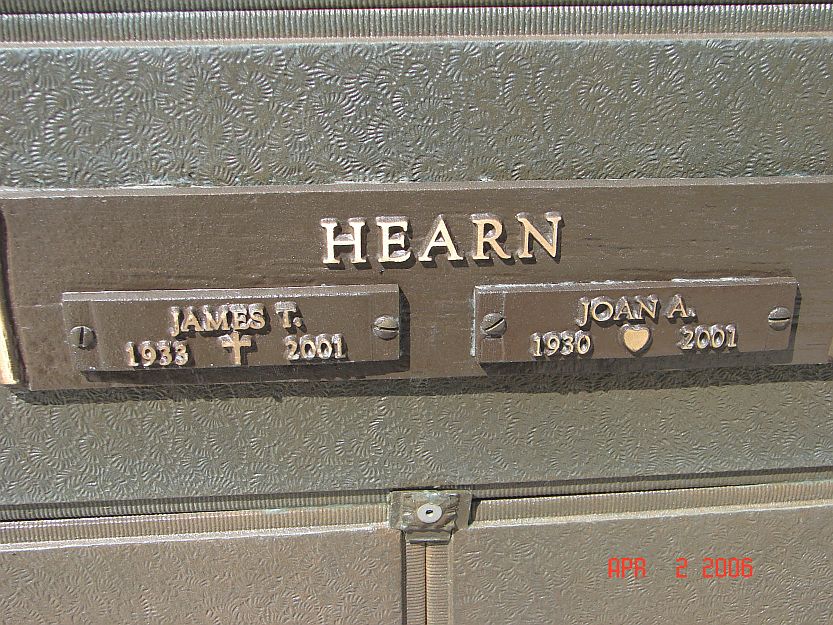 HEARN
JAMES T.
1933 2001
JOAN A.
1930 2001
APR 2 2006